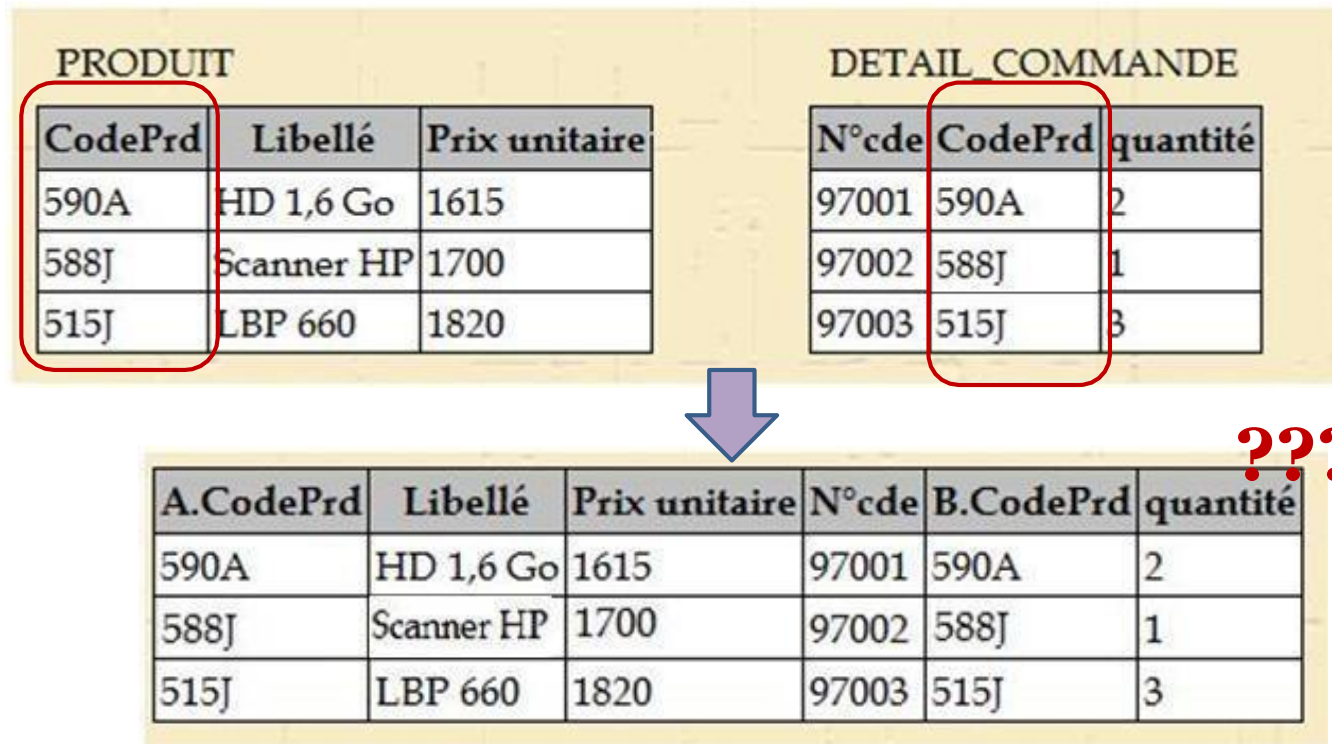 PRODUIT
CodePrd Libellé Prix unitaire
590A HD 1,6 Go 1615
588J Scanner HP 1700
515J LBP 660 1820
DETAIL_COMMANDE
N°cde CodePrd quantité
97001 590A 2
97002 588J 1
97003 515J 3
???
A.CodePrd Libellé Prix unitaire N°cde B.CodePrd quantité
590A HD 1,6 Go 1615 97001 590A 2
588J Scanner HP 1700 97002 588J 1
515J LBP 660 1820 97003 515J 3